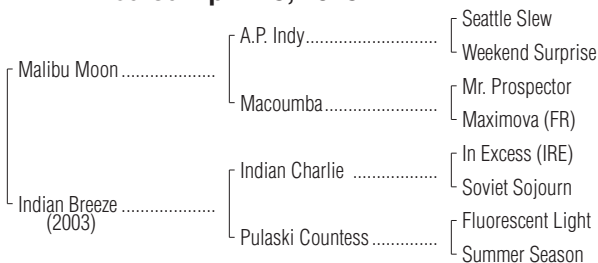 Seattle Slew
A.P. Indy
Weekend Surprise
Malibu Moon
Mr. Prospector
Macoumba
Maximova (FR)
In Excess (IRE)
Indian Charlie
Soviet Sojourn
Indian Breeze
(2003)
Fluorescent Light
Pulaski Countess
Summer Season